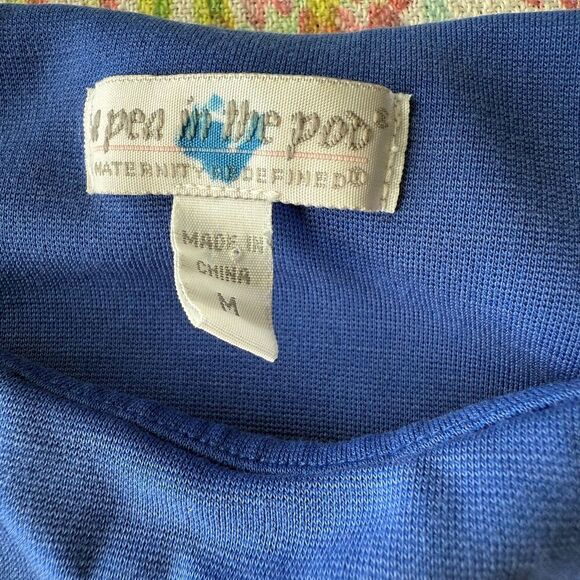 a pea in the pod®
MATERNITY REDEFINED®
MADE IN
CHINA
M